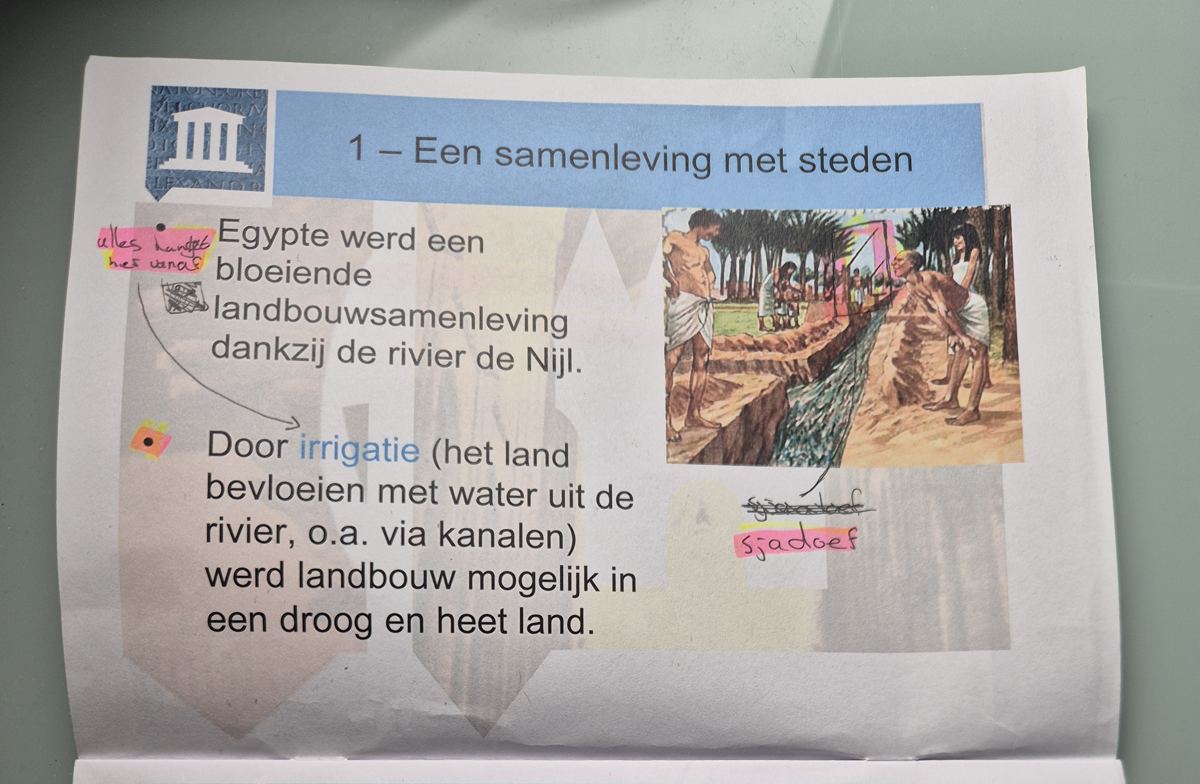 1 – Een samenleving met steden
alles hangt
hier vanaf
Egypte werd een
bloeiende
landbouwsamenleving
dankzij de rivier de Nijl.
Door irrigatie (het land
bevloeien met water uit de
rivier, o.a. via kanalen)
werd landbouw mogelijk in
een droog en heet land.
sjadoef